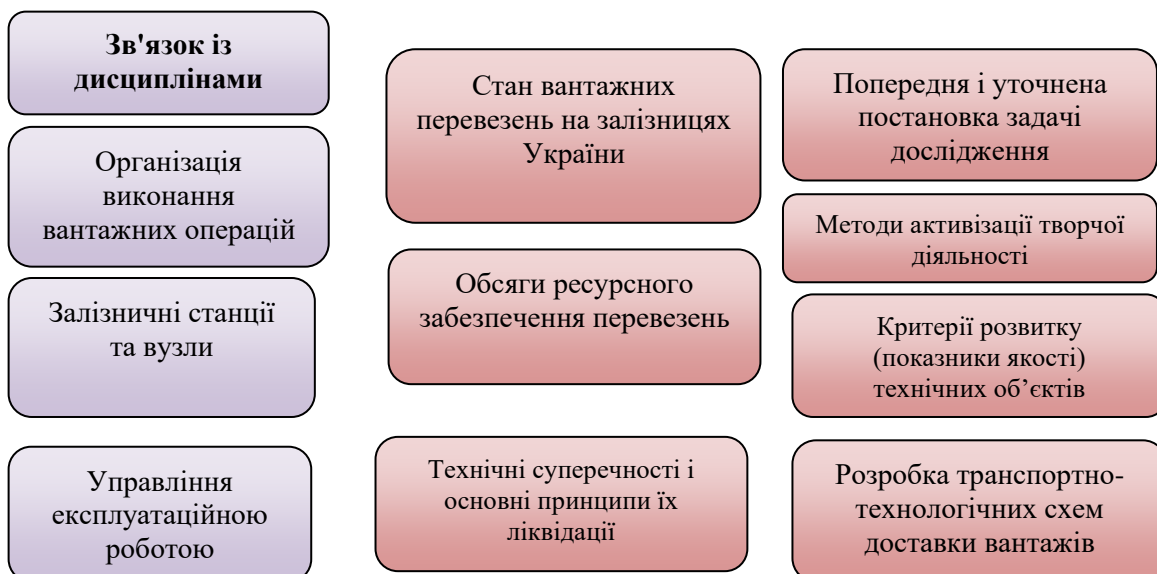 Зв'язок із
дисциплінами
Організація
виконання
вантажних операцій
Залізничні станції
та вузли
Управління
експлуатаційною
роботою
Стан вантажних
перевезень на залізницях
України
Обсяги ресурсного
забезпечення перевезень
Технічні суперечності і
основні принципи їх
ліквідації
Попередня і уточнена
постановка задачі
дослідження
Методи активізації творчої
діяльності
Критерії розвитку
(показники якості)
технічних об’єктів
Розробка транспортно-
технологічних схем
доставки вантажів